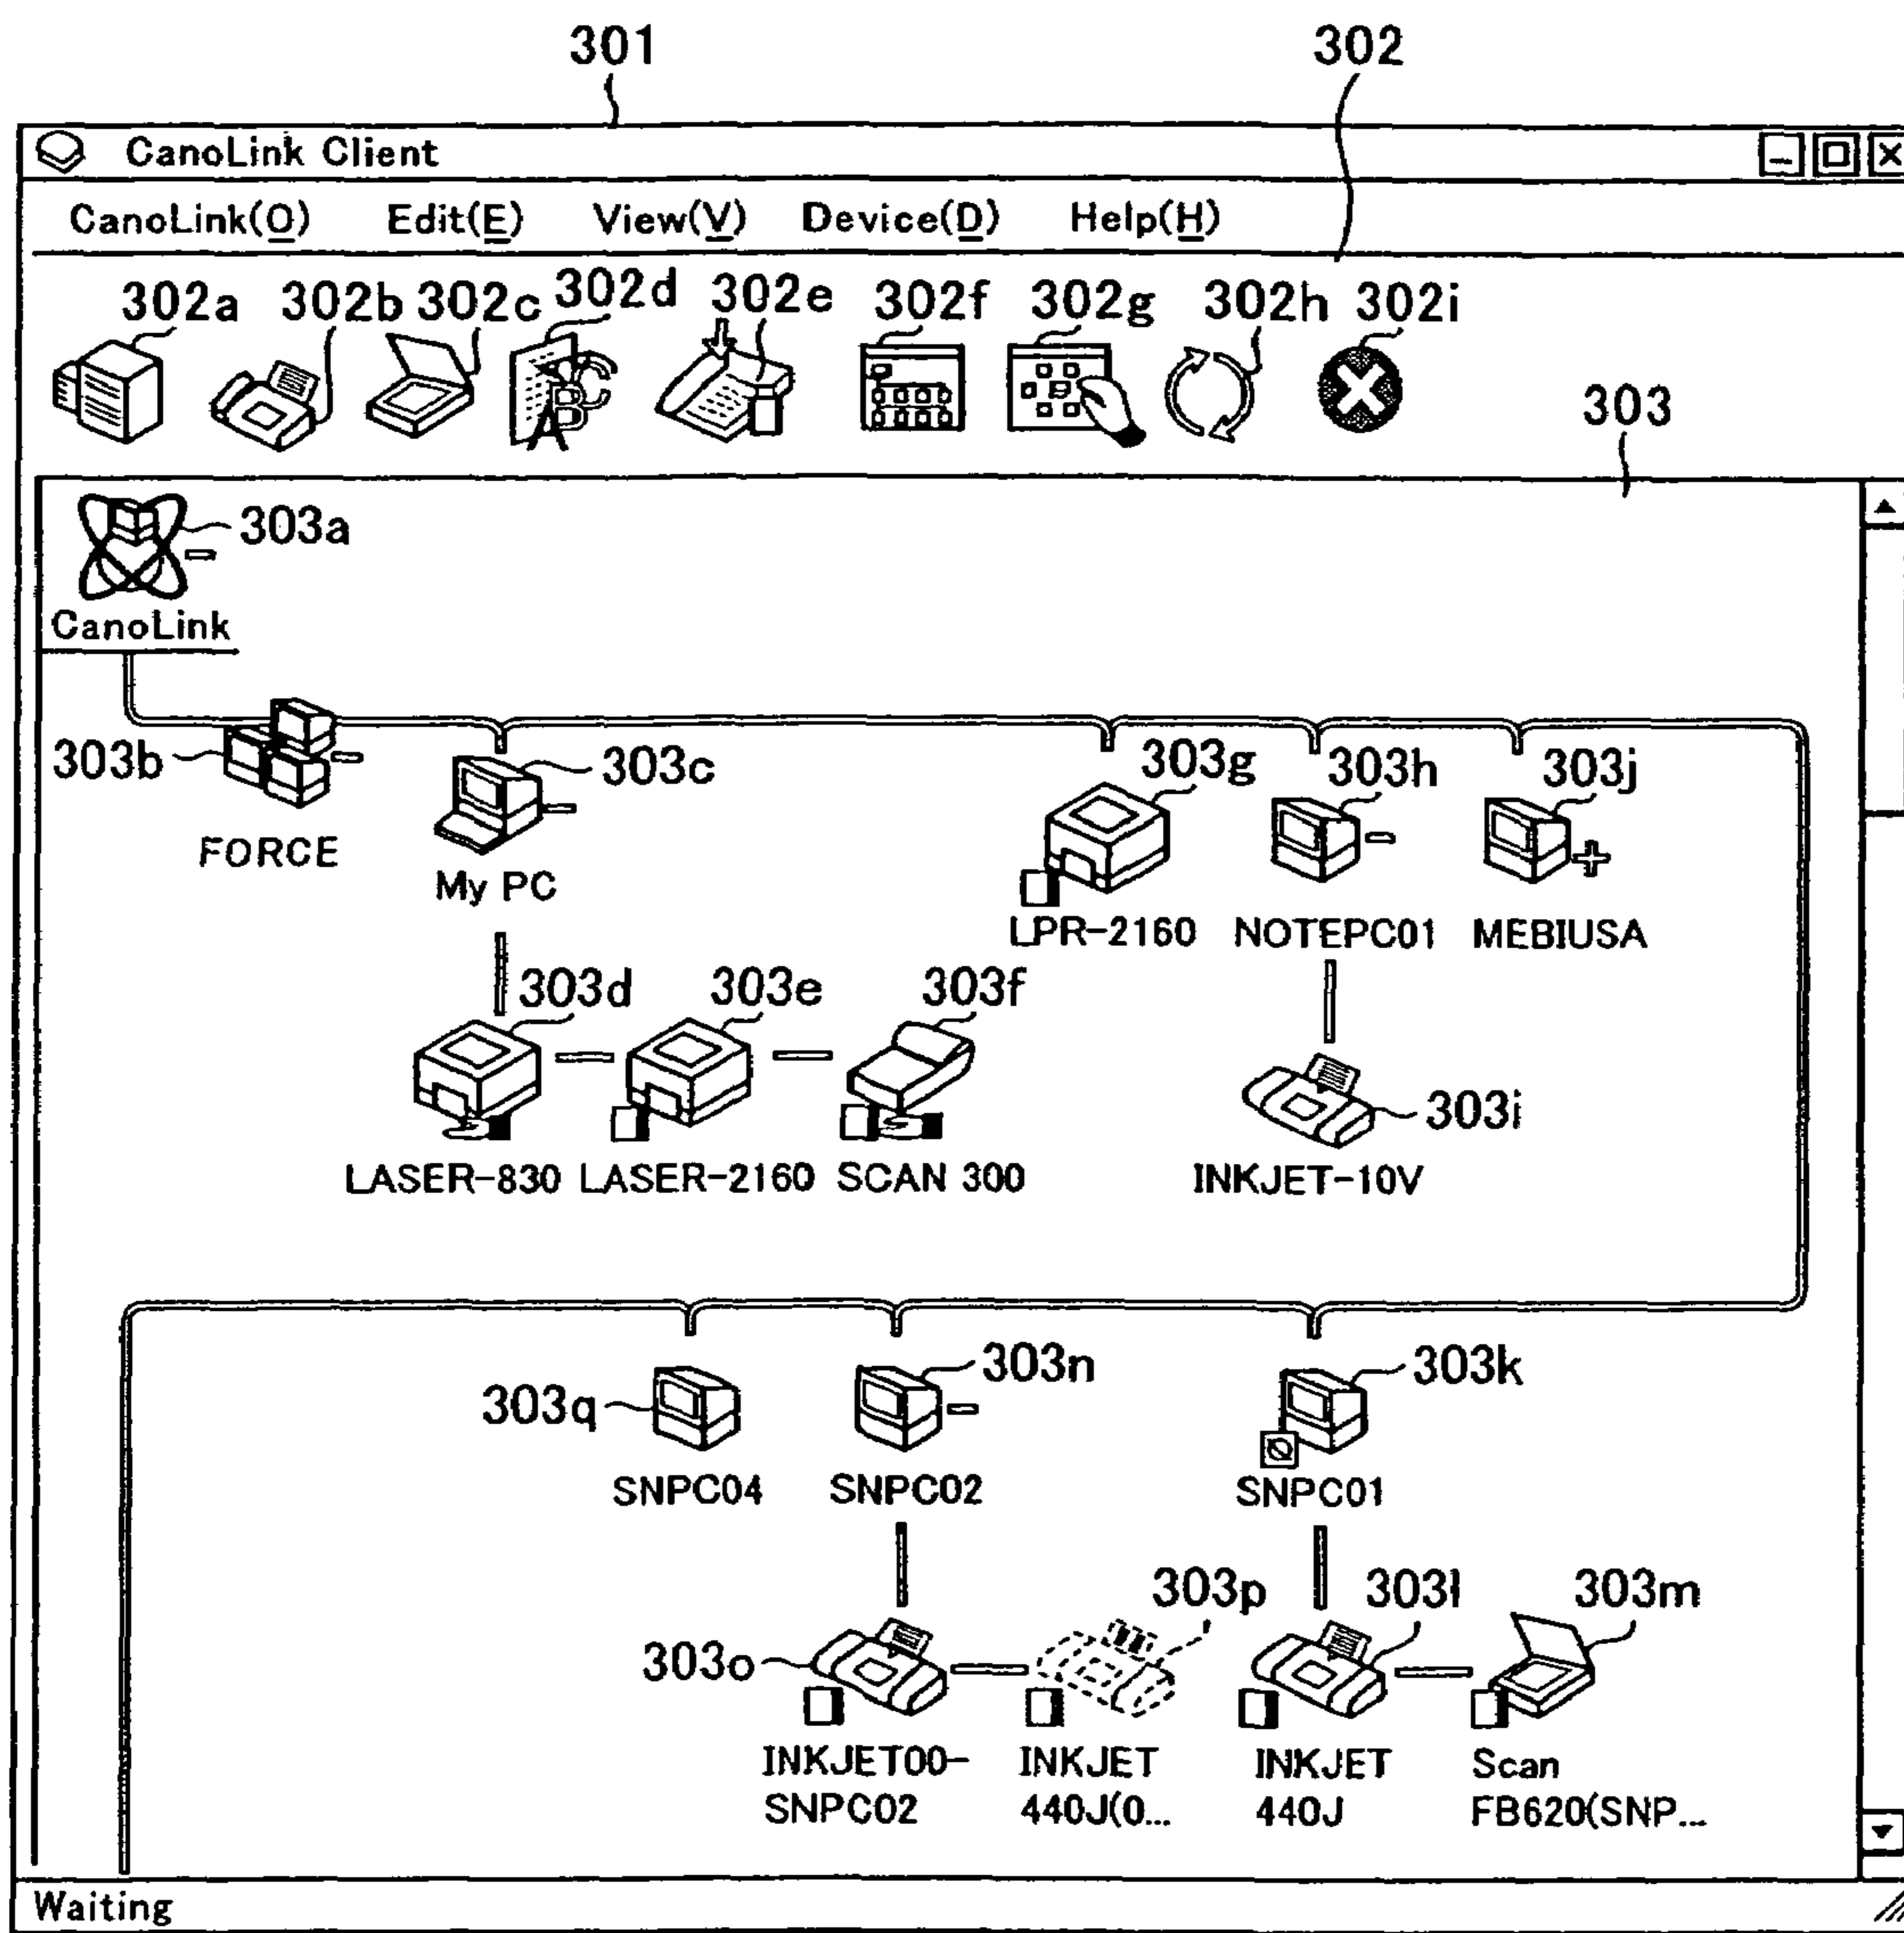 301 302
CanoLink Client
CanoLink(O) Edit(E) View(V) Device(D) Help(H)
302a 302b 302c 302d 302e 302f 302g 302h 302i
303
303a
CanoLink
303b 303c 303g 303h 303j
FORCE
My PC
LPR-2160 NOTEPC01 MEBIUSA
303d 303e 303f
303i
LASER-830 LASER-2160 SCAN 300 INKJET-10V
303q 303n 303k
SNPC04 SNPC02 SNPC01
303o 303p 303l 303m
INKJET00- INKJET INKJET Scan
SNPC02 440J(0... 440J FB620(SNP...
Waiting